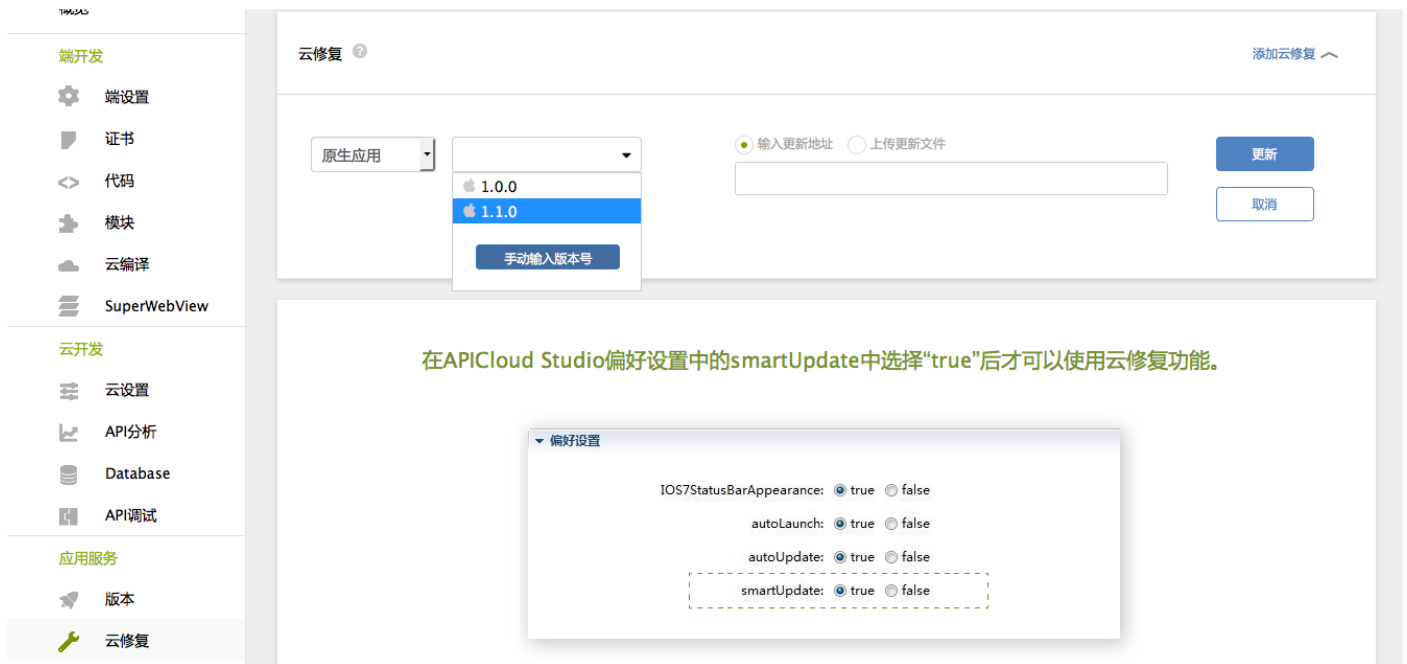 概览
端开发
端设置
证书
代码
模块
云编译
SuperWebView
云开发
云设置
API分析
Database
API调试
应用服务
版本
云修复
云修复 ?
添加云修复
原生应用
1.0.0
1.1.0
手动输入版本号
输入更新地址 上传更新文件
更新
取消
在APICloud Studio偏好设置中的smartUpdate中选择“true”后才可以使用云修复功能。
偏好设置
IOS7StatusBarAppearance: true false
autoLaunch: true false
autoUpdate: true false
smartUpdate: true false